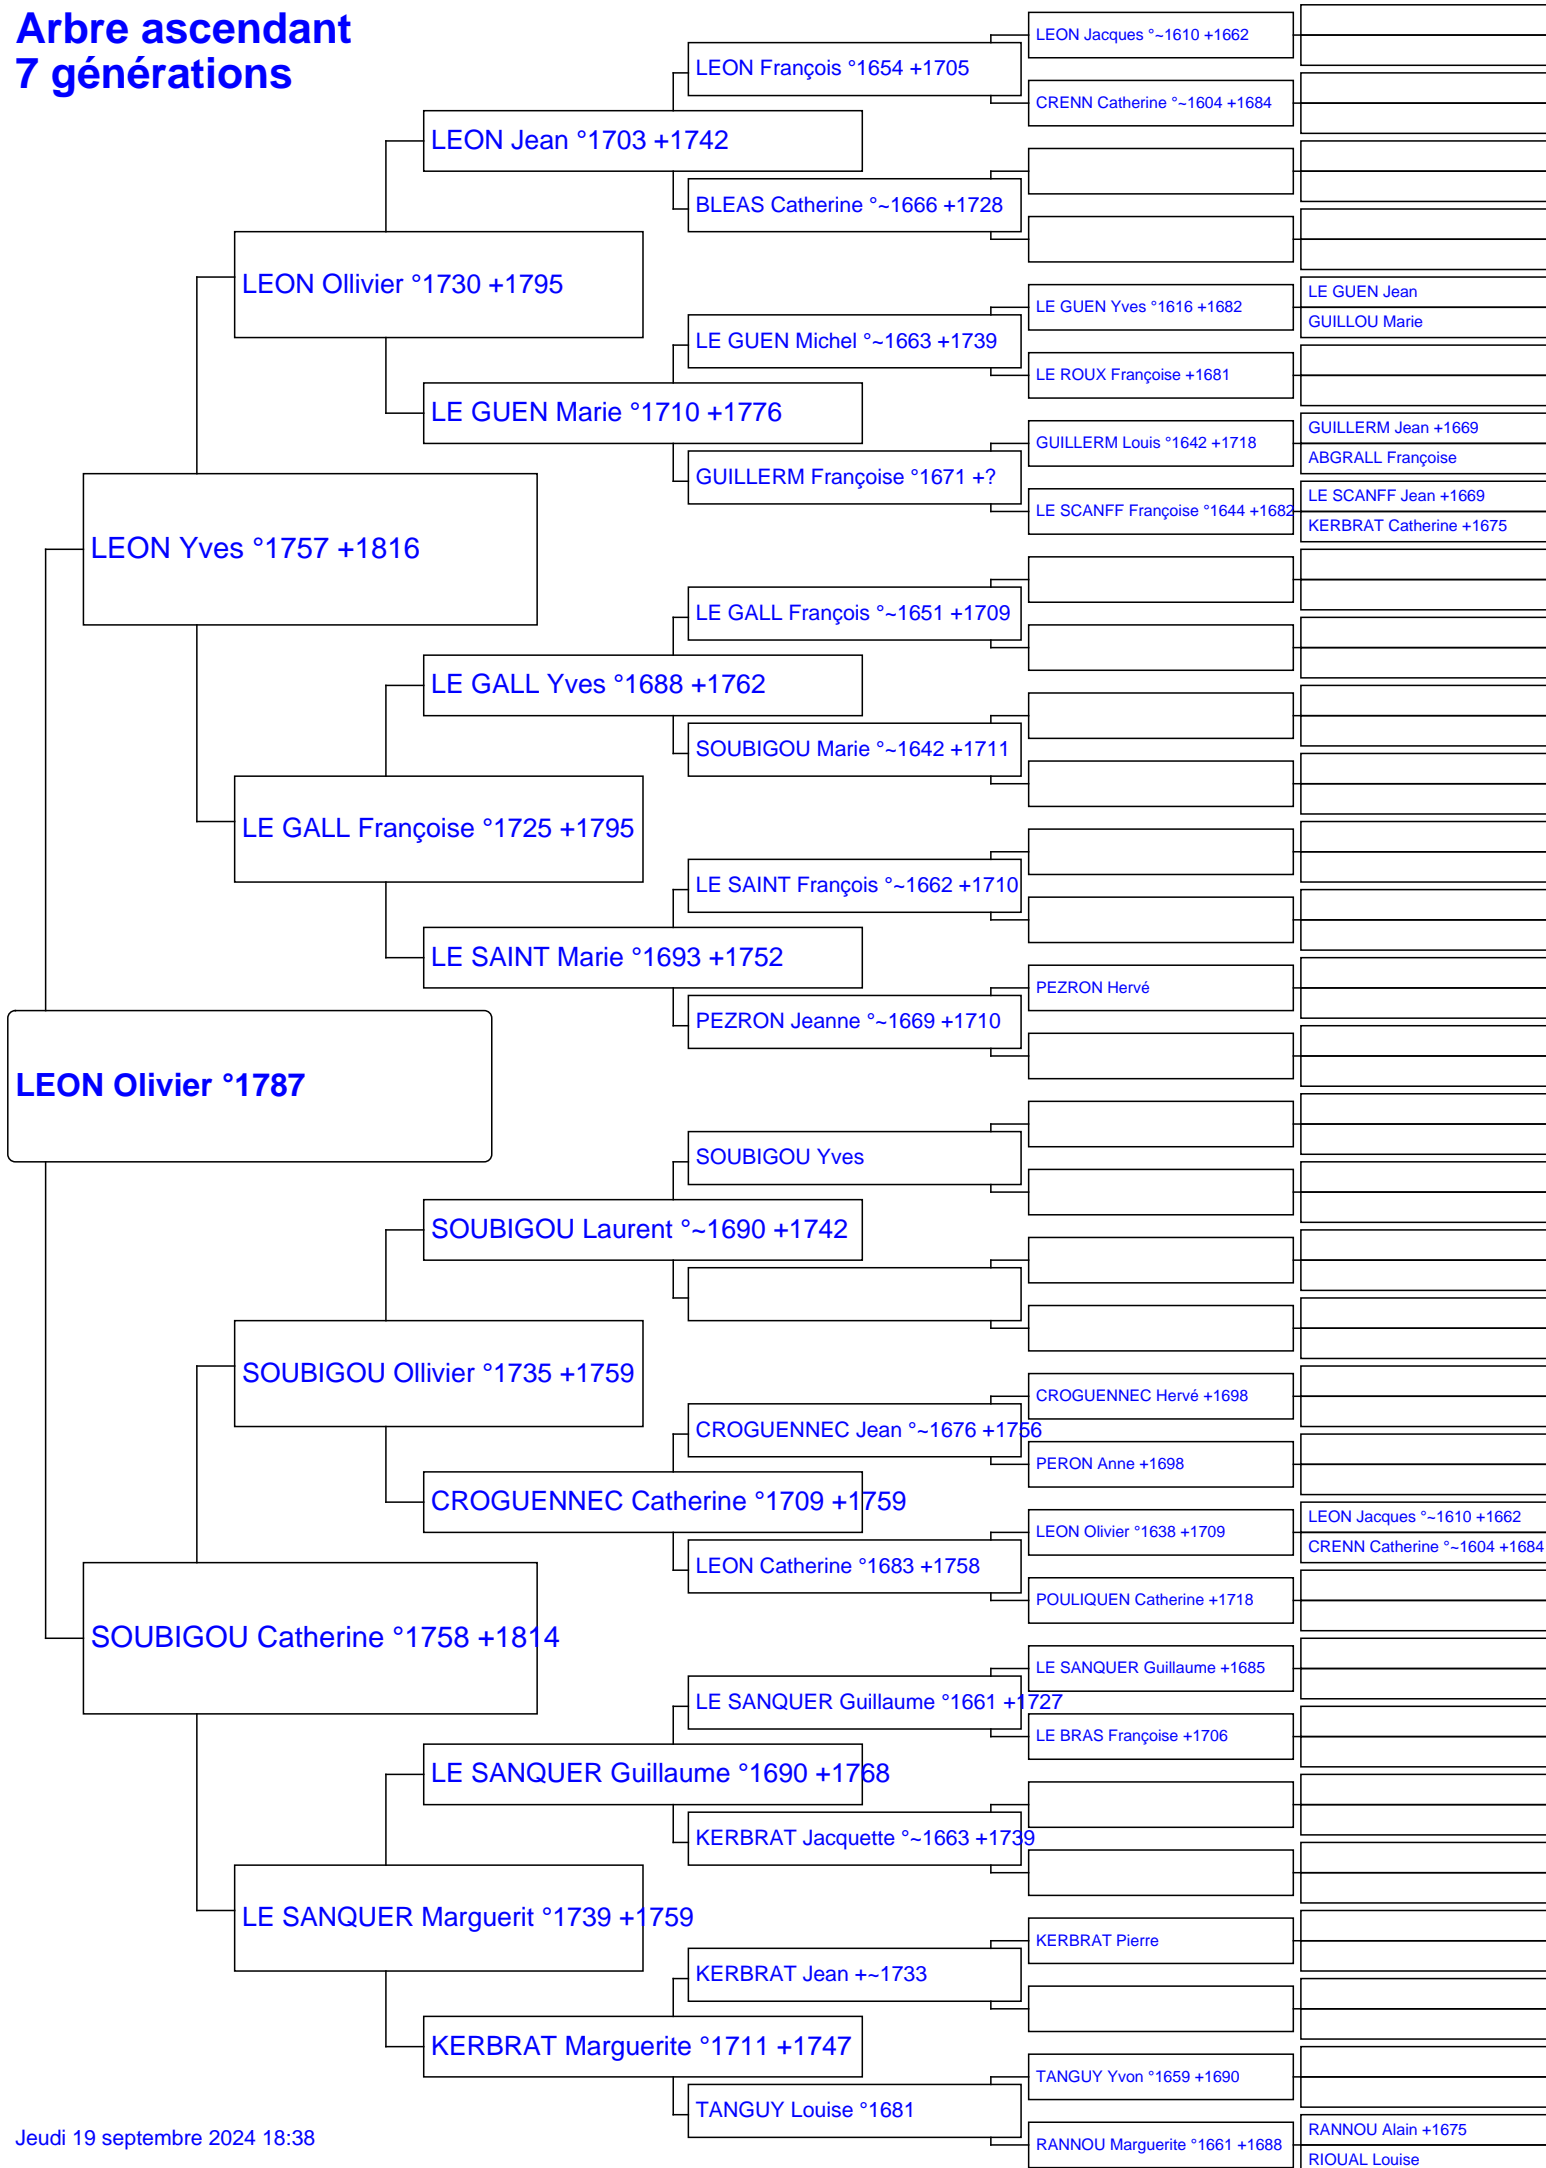 Arbre ascendant
7 générations
LEON Jacques °~1610 +1662
LEON François °1654 +1705
CRENN Catherine °~1604 +1684
LEON Jean °1703 +1742
BLEAS Catherine °~1666 +1728
LEON Ollivier °1730 +1795
LE GUEN Jean
LE GUEN Yves °1616 +1682
GUILLOU Marie
LE GUEN Michel °~1663 +1739
LE ROUX Françoise +1681
LE GUEN Marie °1710 +1776
GUILLERM Jean +1669
GUILLERM Louis °1642 +1718
ABGRALL Françoise
GUILLERM Françoise °1671 +?
LE SCANFF Jean +1669
LE SCANFF Françoise °1644 +1682
KERBRAT Catherine +1675
LEON Yves °1757 +1816
LE GALL François °~1651 +1709
LE GALL Yves °1688 +1762
SOUBIGOU Marie °~1642 +1711
LE GALL Françoise °1725 +1795
LE SAINT François °~1662 +1710
LE SAINT Marie °1693 +1752
PEZRON Hervé
PEZRON Jeanne °~1669 +1710
LEON Olivier °1787
SOUBIGOU Yves
SOUBIGOU Laurent °~1690 +1742
SOUBIGOU Ollivier °1735 +1759
CROGUENNEC Hervé +1698
CROGUENNEC Jean °~1676 +1756
PERON Anne +1698
CROGUENNEC Catherine °1709 +1759
LEON Jacques °~1610 +1662
LEON Olivier °1638 +1709
CRENN Catherine °~1604 +1684
LEON Catherine °1683 +1758
POULIQUEN Catherine +1718
SOUBIGOU Catherine °1758 +1814
LE SANQUER Guillaume +1685
LE SANQUER Guillaume °1661 +1727
LE BRAS Françoise +1706
LE SANQUER Guillaume °1690 +1768
KERBRAT Jacquette °~1663 +1739
LE SANQUER Marguerit °1739 +1759
KERBRAT Pierre
KERBRAT Jean +~1733
KERBRAT Marguerite °1711 +1747
TANGUY Yvon °1659 +1690
TANGUY Louise °1681
RANNOU Alain +1675
RANNOU Marguerite °1661 +1688
RIOUAL Louise
Jeudi 19 septembre 2024 18:38